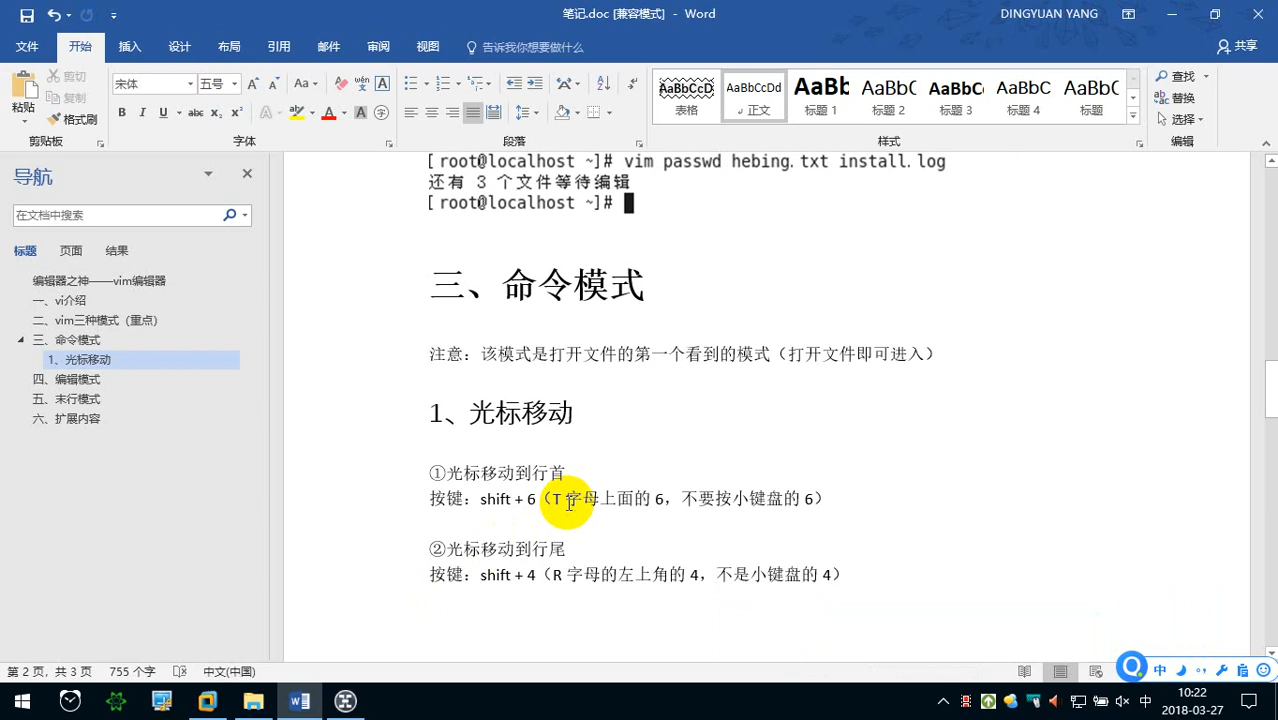 笔记.doc [兼容模式] - Word
DINGYUAN YANG
文件 开始 插入 设计 布局 引用 邮件 审阅 视图 告诉我你想要做什么 共享
粘贴
剪切
复制
格式刷
剪贴板
宋体 五号
字体
段落
AaBbCcD 表格
AaBbCcDd 正文
AaBb 标题 1
AaBbC 标题 2
AaBbC 标题 3
AaBbC 标题 4
AaBbC 标题
样式
查找
替换
选择
编辑
导航
在文档中搜索
标题 页面 结果
编辑器之神——vim编辑器
一、vi介绍
二、vim三种模式（重点）
三、命令模式
1、光标移动
四、编辑模式
五、末行模式
六、扩展内容
[root@localhost ~]# vim passwd hebing.txt install.log
还有 3 个文件等待编辑
[root@localhost ~]#
三、命令模式
注意：该模式是打开文件的第一个看到的模式（打开文件即可进入）
1、光标移动
①光标移动到行首
按键：shift + 6（T 字母上面的 6，不要按小键盘的 6）
②光标移动到行尾
按键：shift + 4（R 字母的左上角的 4，不是小键盘的 4）
第 2 页，共 3 页 755 个字 中文(中国)
中
中
10:22
2018-03-27